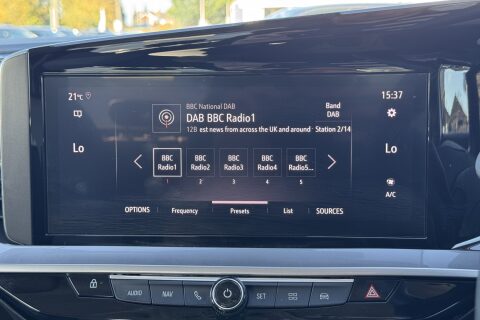 21°C
BBC National DAB
DAB BBC Radio1
Band
DAB
15:37
12B est news from across the UK and around
Station 2/14
Lo
Lo
BBC Radio1
BBC Radio2
BBC Radio3
BBC Radio4
BBC Radio5...
1 2 3 4 5
A/C
OPTIONS Frequency Presets List SOURCES
AUDIO NAV SET